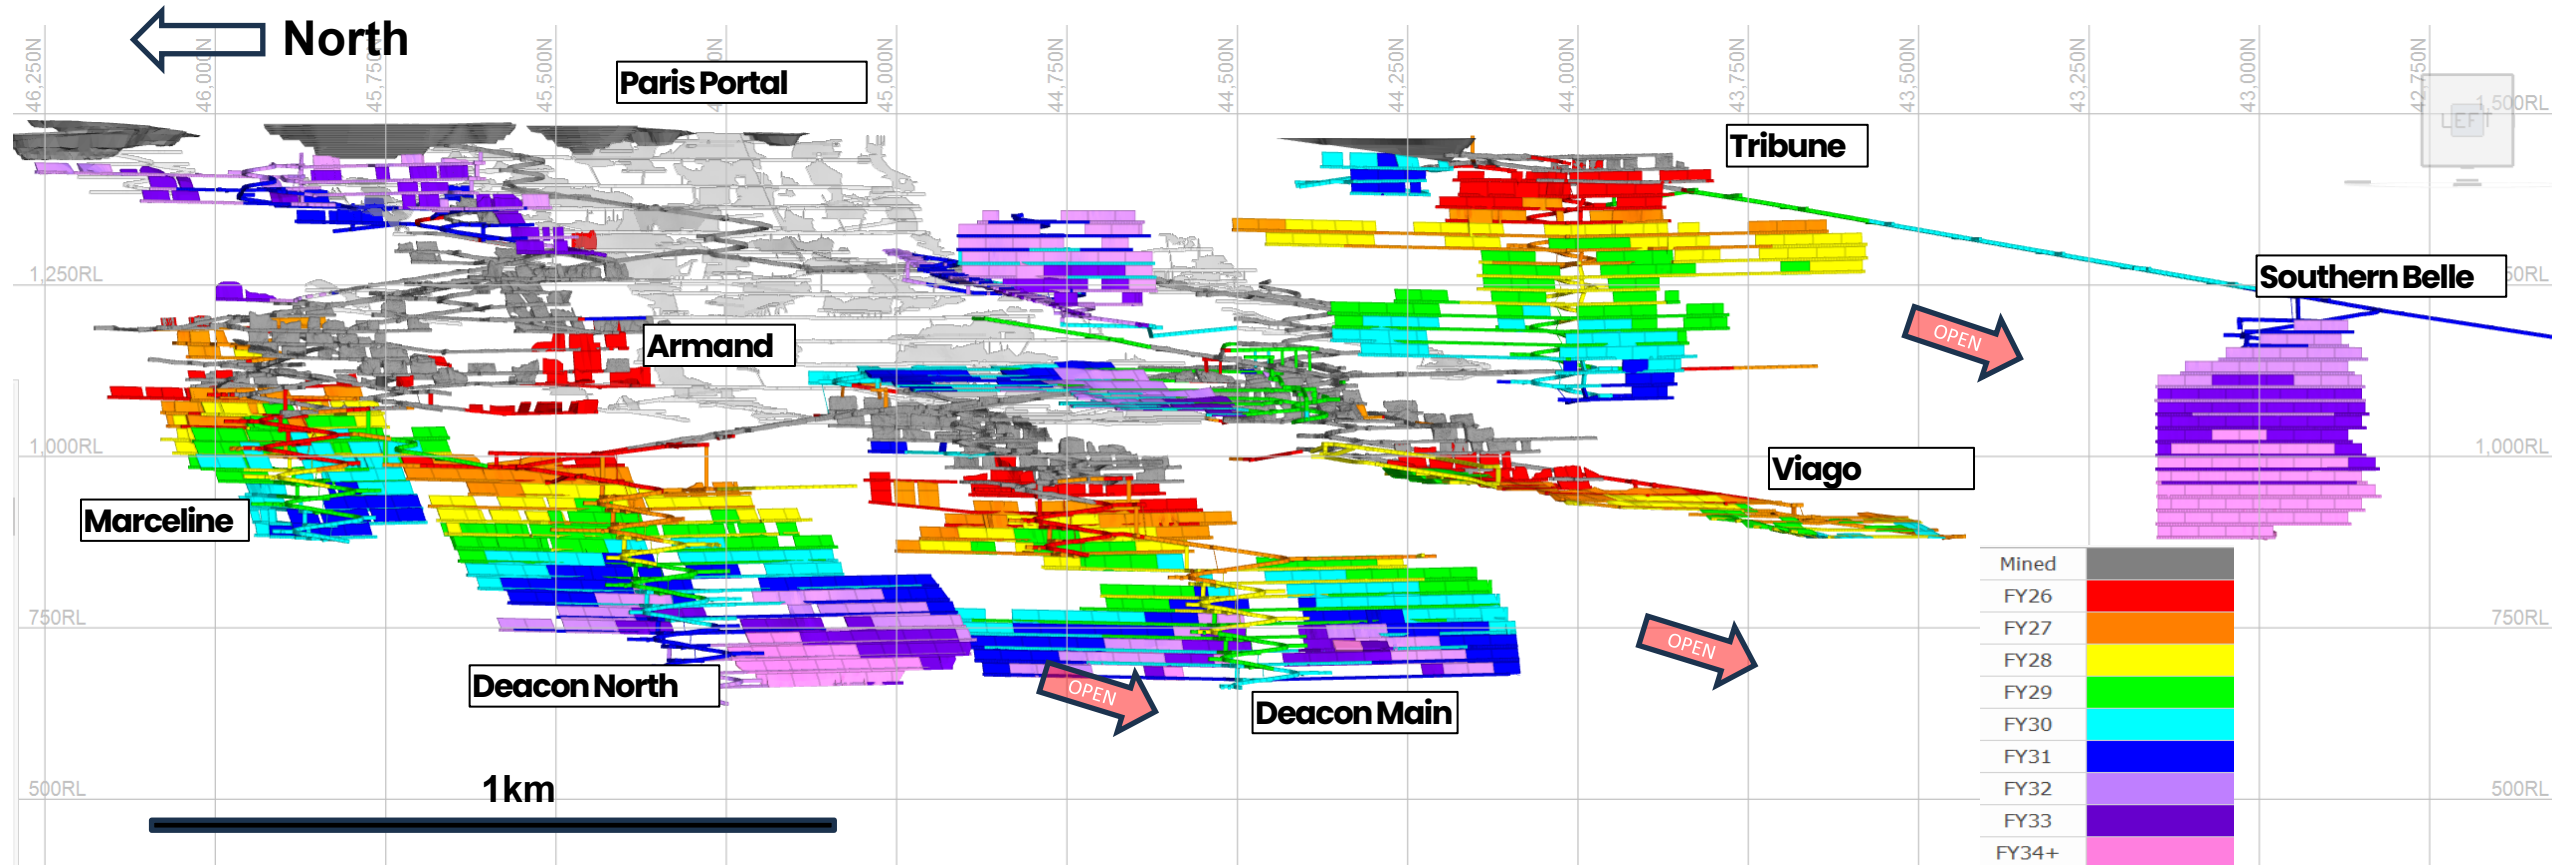 North
46,250N
46,000N
45,750N
45,500N
45,000N
44,750N
44,500N
44,250N
44,000N
43,750N
43,500N
43,250N
43,000N
42,750N
Paris Portal
1,500RL
LEFT
Tribune
1,250RL
Southern Belle
50RL
OPEN
Armand
1,000RL
1,000RL
Viago
Marceline
750RL
750RL
OPEN
Deacon North
OPEN
Deacon Main
500RL
500RL
1km
Mined
FY26
FY27
FY28
FY29
FY30
FY31
FY32
FY33
FY34+